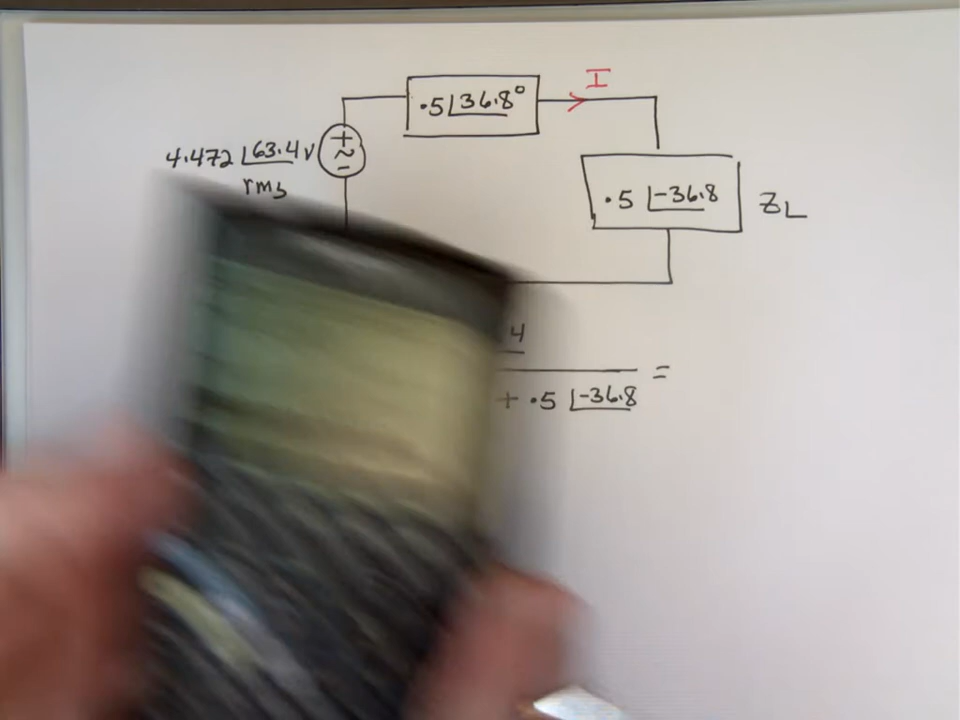 I
.5∠36.8°
4.472∠63.4 V
rms
.5∠-36.8
ZL
4
+ .5∠-36.8
=